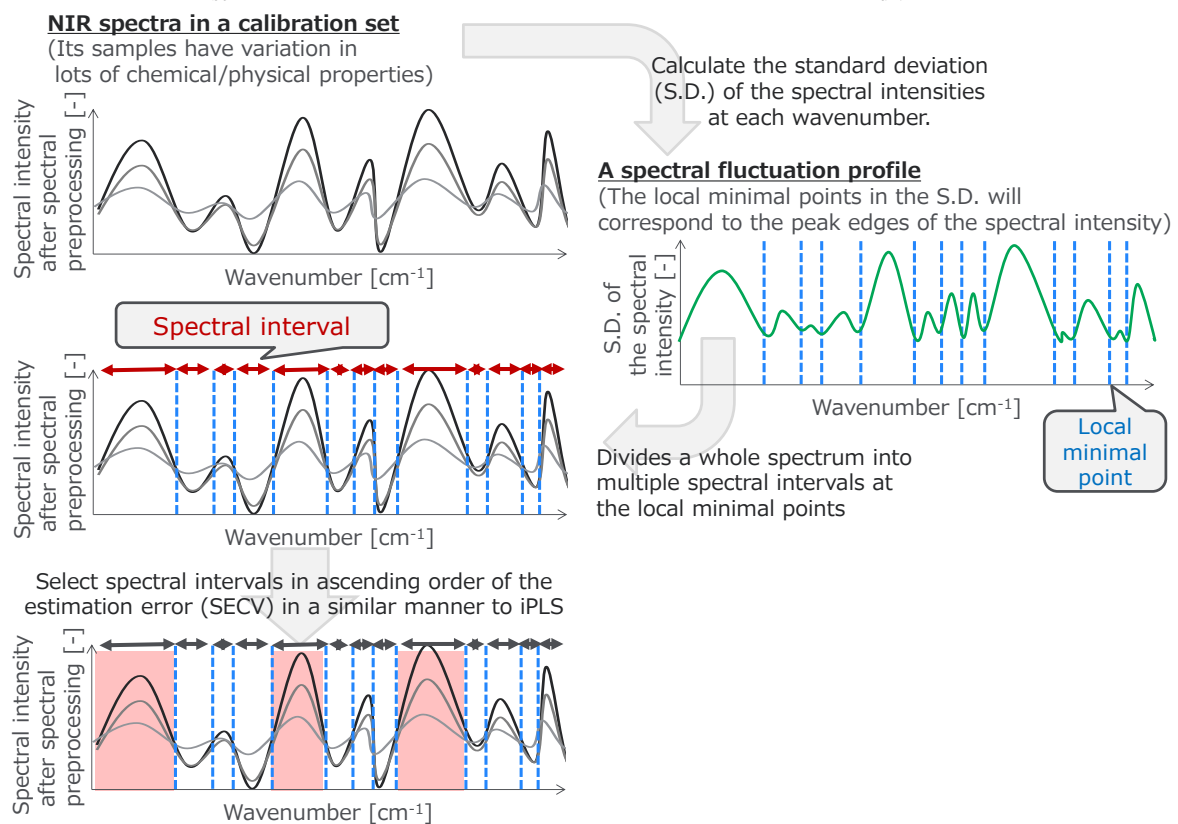 NIR spectra in a calibration set
(Its samples have variation in
lots of chemical/physical properties)
Spectral intensity
after spectral
preprocessing [-]
Wavenumber [cm⁻¹]
Calculate the standard deviation
(S.D.) of the spectral intensities
at each wavenumber.
A spectral fluctuation profile
(The local minimal points in the S.D. will
correspond to the peak edges of the spectral intensity)
S.D. of
the spectral
intensity [-]
Wavenumber [cm⁻¹]
Local
minimal
point
Divides a whole spectrum into
multiple spectral intervals at
the local minimal points
Spectral interval
Spectral intensity
after spectral
preprocessing [-]
Wavenumber [cm⁻¹]
Select spectral intervals in ascending order of the
estimation error (SECV) in a similar manner to iPLS
Spectral intensity
after spectral
preprocessing [-]
Wavenumber [cm⁻¹]